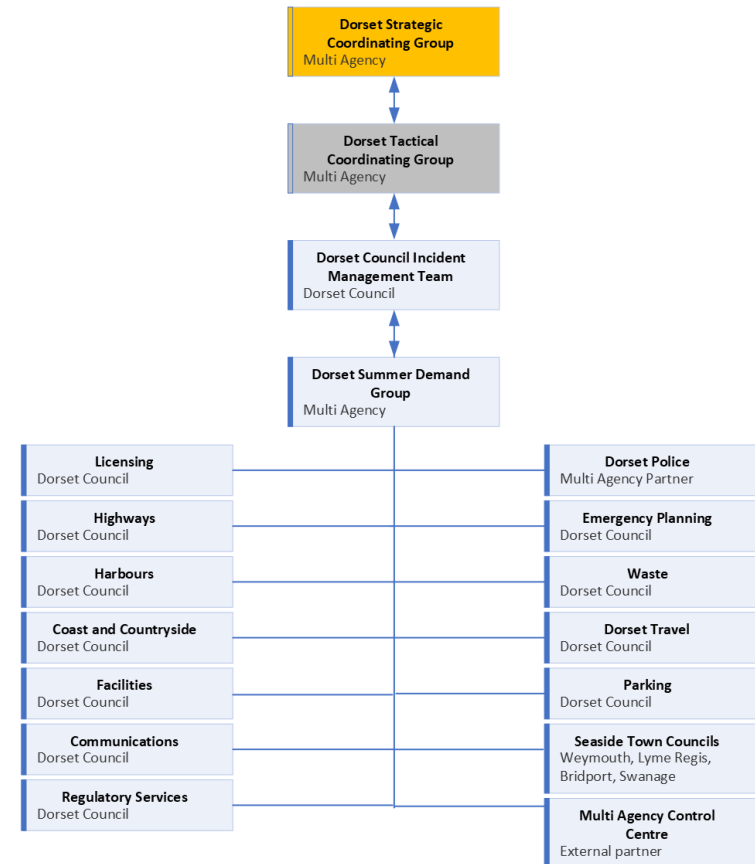 Dorset Strategic
Coordinating Group
Multi Agency
Dorset Tactical
Coordinating Group
Multi Agency
Dorset Council Incident
Management Team
Dorset Council
Dorset Summer Demand
Group
Multi Agency
Licensing
Dorset Council
Highways
Dorset Council
Harbours
Dorset Council
Coast and Countryside
Dorset Council
Facilities
Dorset Council
Communications
Dorset Council
Regulatory Services
Dorset Council
Dorset Police
Multi Agency Partner
Emergency Planning
Dorset Council
Waste
Dorset Council
Dorset Travel
Dorset Council
Parking
Dorset Council
Seaside Town Councils
Weymouth, Lyme Regis,
Bridport, Swanage
Multi Agency Control
Centre
External partner